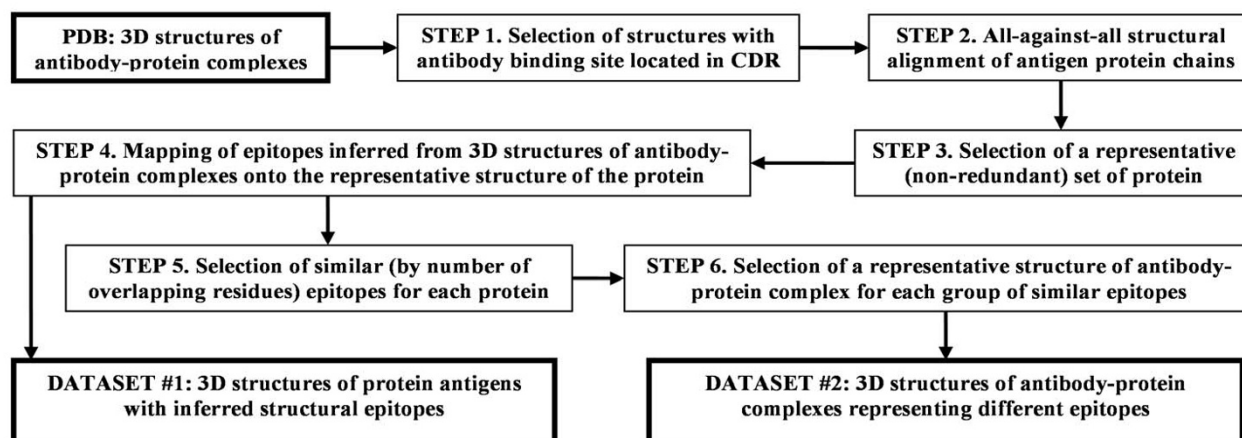 PDB: 3D structures of
antibody-protein complexes
STEP 1. Selection of structures with
antibody binding site located in CDR
STEP 2. All-against-all structural
alignment of antigen protein chains
STEP 3. Selection of a representative
(non-redundant) set of protein
STEP 4. Mapping of epitopes inferred from 3D structures of antibody-
protein complexes onto the representative structure of the protein
STEP 5. Selection of similar (by number of
overlapping residues) epitopes for each protein
STEP 6. Selection of a representative structure of antibody-
protein complex for each group of similar epitopes
DATASET #1: 3D structures of protein antigens
with inferred structural epitopes
DATASET #2: 3D structures of antibody-protein
complexes representing different epitopes